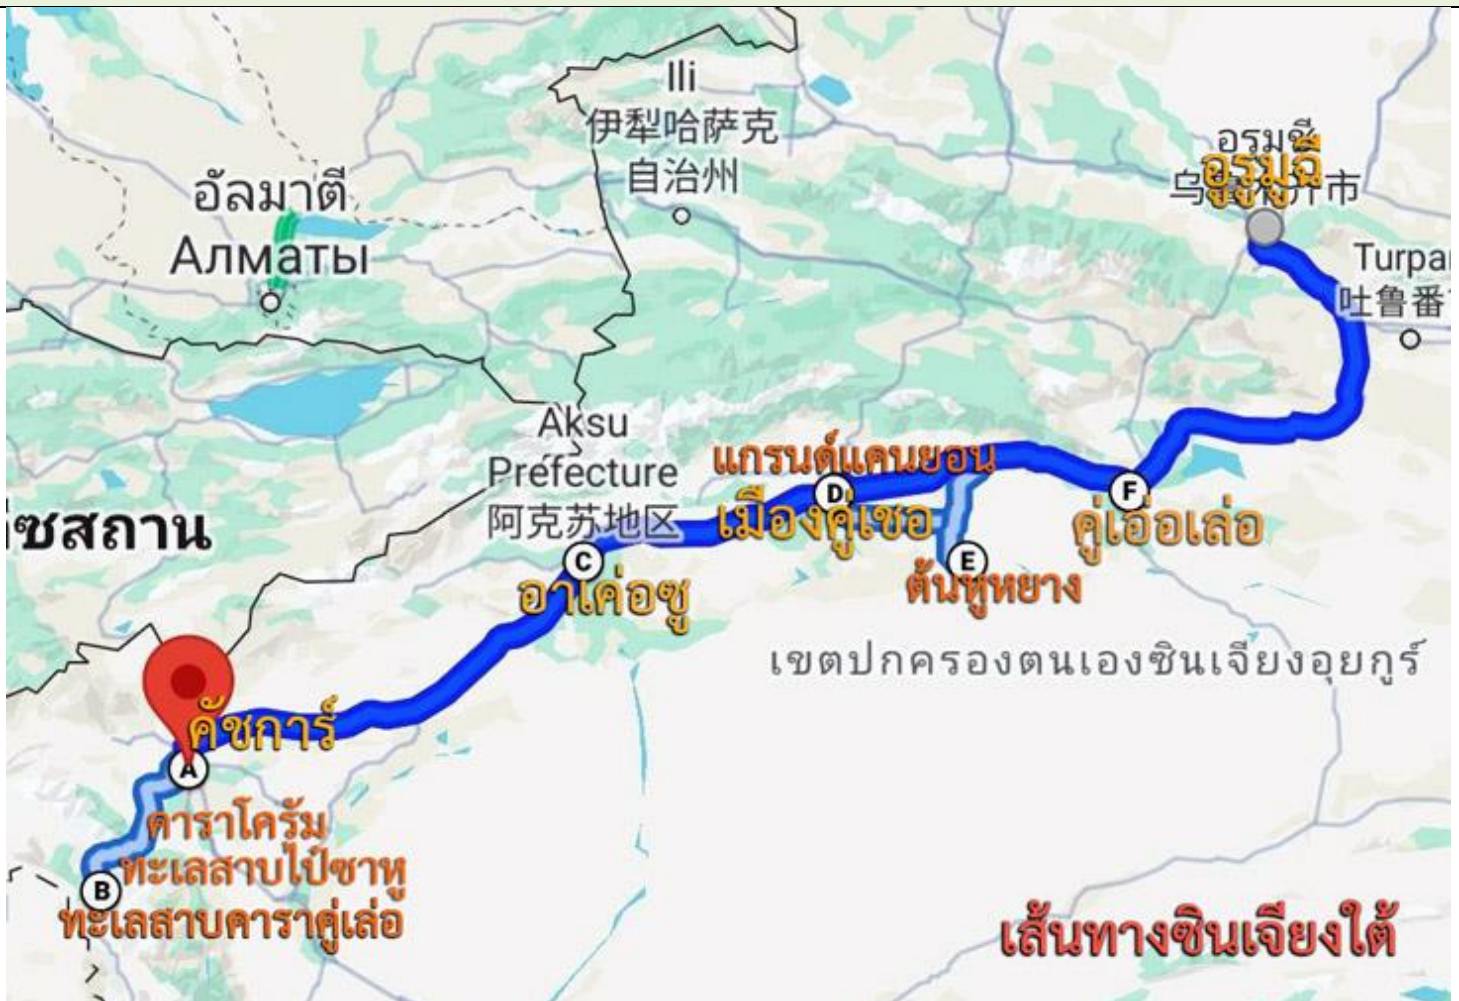 Ili
伊犁哈萨克
自治州
อัลมาตี
Алматы
อุรุมชี
อูรูมูฉี
Turpan
吐鲁番
Aksu
Prefecture
阿克苏地区
แกรนด์แคนยอน
D
เมืองคู่เชอ
F
คู่เอ๋อเล่อ
C
อาเค่อซู
E
ต้นหูหยาง
เขตปกครองตนเองซินเจียงอุยกูร์
คัชการ์
A
คาราโครัม
ทะเลสาบไป๋ซาหู
B
ทะเลสาบคาราคู่เล่อ
เส้นทางซินเจียงใต้